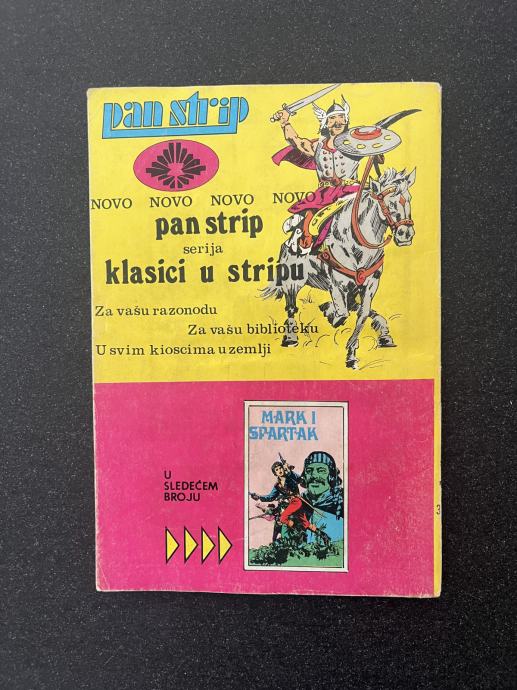 pan strip
NOVO NOVO NOVO NOVO
pan strip
serija
klasici u stripu
Za vašu razonodu
Za vašu biblioteku
U svim kioscima u zemlji
MARK I
SPARTAK
U
SLEDEĆEM
BROJU
3